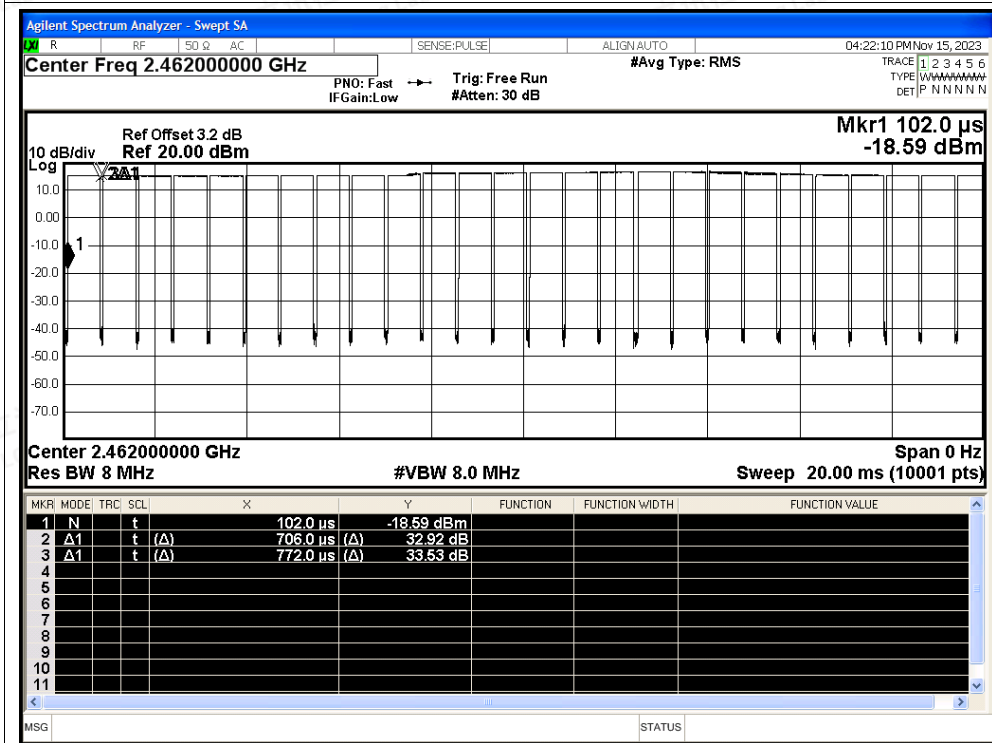 Agilent Spectrum Analyzer - Swept SA
LXI R RF 50 Ω AC SENSE:PULSE ALIGN AUTO 04:22:10 PM Nov 15, 2023
Center Freq 2.462000000 GHz #Avg Type: RMS TRACE 1 2 3 4 5 6
PNO: Fast Trig: Free Run TYPE WWWWWW
IFGain:Low #Atten: 30 dB DET P N N N N N
Mkr1 102.0 µs
Ref Offset 3.2 dB
10 dB/div Ref 20.00 dBm -18.59 dBm
Log
10.0
0.00
-10.0
1
-20.0
-30.0
-40.0
-50.0
-60.0
-70.0
Center 2.462000000 GHz Span 0 Hz
Res BW 8 MHz #VBW 8.0 MHz Sweep 20.00 ms (10001 pts)
MKR MODE TRC SCL X Y FUNCTION FUNCTION WIDTH FUNCTION VALUE
1 N t 102.0 µs -18.59 dBm
2 Δ1 t (Δ) 706.0 µs (Δ) 32.92 dB
3 Δ1 t (Δ) 772.0 µs (Δ) 33.53 dB
4
5
6
7
8
9
10
11
MSG STATUS